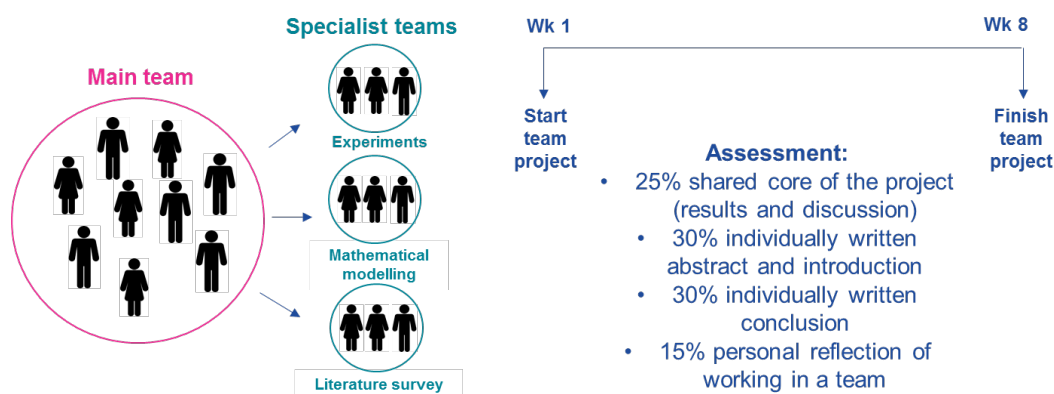 Main team
Specialist teams
Experiments
Mathematical
modelling
Literature survey
Wk 1
Wk 8
Start
team
project
Finish
team
project
Assessment:
• 25% shared core of the project
(results and discussion)
• 30% individually written
abstract and introduction
• 30% individually written
conclusion
• 15% personal reflection of
working in a team